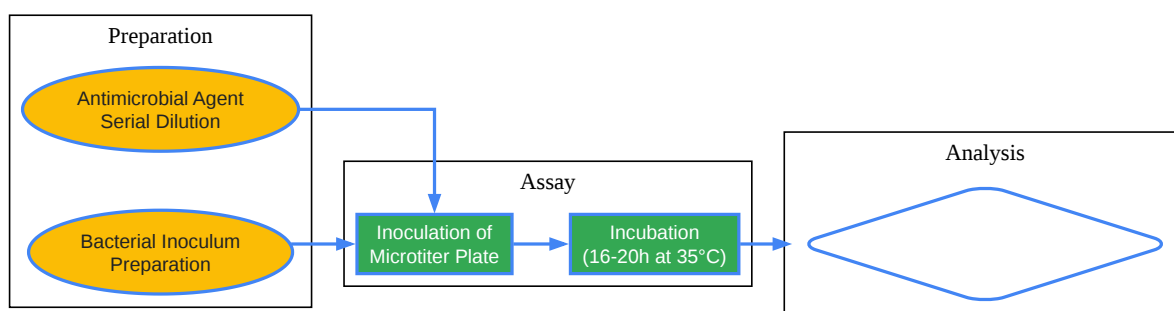 Preparation
Antimicrobial Agent
Serial Dilution
Bacterial Inoculum
Preparation
Assay
Inoculation of
Microtiter Plate
Incubation
(16-20h at 35°C)
Analysis